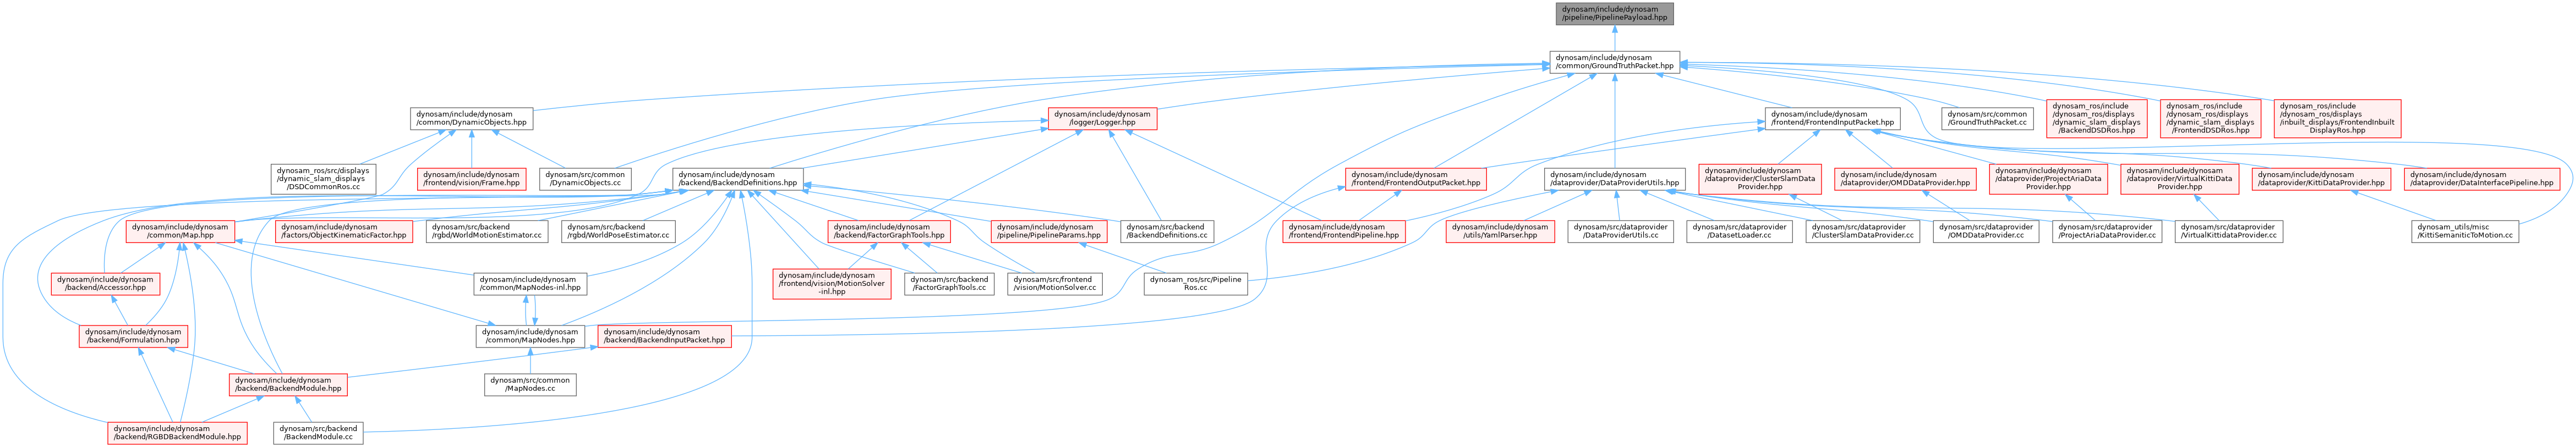 dynosam/include/dynosam
/pipeline/PipelinePayload.hpp
dynosam/include/dynosam
/common/GroundTruthPacket.hpp
dynosam/include/dynosam
/common/DynamicObjects.hpp
dynosam/include/dynosam
/logger/Logger.hpp
dynosam/include/dynosam
/frontend/FrontendInputPacket.hpp
dynosam/src/common
/GroundTruthPacket.cc
dynosam_ros/include
/dynosam_ros/displays
/dynamic_slam_displays
/BackendDSDRos.hpp
dynosam_ros/include
/dynosam_ros/displays
/dynamic_slam_displays
/FrontendDSDRos.hpp
dynosam_ros/include
/dynosam_ros/displays
/inbuilt_displays/FrontendInbuilt
DisplayRos.hpp
dynosam_ros/src/displays
/dynamic_slam_displays
/DSDCommonRos.cc
dynosam/include/dynosam
/frontend/vision/Frame.hpp
dynosam/src/common
/DynamicObjects.cc
dynosam/include/dynosam
/backend/BackendDefinitions.hpp
dynosam/include/dynosam
/frontend/FrontendOutputPacket.hpp
dynosam/include/dynosam
/dataprovider/DataProviderUtils.hpp
dynosam/include/dynosam
/dataprovider/ClusterSlamData
Provider.hpp
dynosam/include/dynosam
/dataprovider/OMDDataProvider.hpp
dynosam/include/dynosam
/dataprovider/ProjectAriaData
Provider.hpp
dynosam/include/dynosam
/dataprovider/VirtualKittiData
Provider.hpp
dynosam/include/dynosam
/dataprovider/KittiDataProvider.hpp
dynosam/include/dynosam
/dataprovider/DataInterfacePipeline.hpp
dynosam/include/dynosam
/common/Map.hpp
dynosam/include/dynosam
/factors/ObjectKinematicFactor.hpp
dynosam/src/backend
/rgbd/WorldMotionEstimator.cc
dynosam/src/backend
/rgbd/WorldPoseEstimator.cc
dynosam/include/dynosam
/backend/FactorGraphTools.hpp
dynosam/include/dynosam
/pipeline/PipelineParams.hpp
dynosam/src/backend
/BackendDefinitions.cc
dynosam/include/dynosam
/frontend/FrontendPipeline.hpp
dynosam/include/dynosam
/utils/YamlParser.hpp
dynosam/src/dataprovider
/DataProviderUtils.cc
dynosam/src/dataprovider
/DatasetLoader.cc
dynosam/src/dataprovider
/ClusterSlamDataProvider.cc
dynosam/src/dataprovider
/OMDDataProvider.cc
dynosam/src/dataprovider
/ProjectAriaDataProvider.cc
dynosam/src/dataprovider
/VirtualKittidataProvider.cc
dynosam_utils/misc
/KittiSemaniticToMotion.cc
dynosam/include/dynosam
/backend/Accessor.hpp
dynosam/include/dynosam
/common/MapNodes-inl.hpp
dynosam/include/dynosam
/frontend/vision/MotionSolver
-inl.hpp
dynosam/src/backend
/FactorGraphTools.cc
dynosam/src/frontend
/vision/MotionSolver.cc
dynosam_ros/src/Pipeline
Ros.cc
dynosam/include/dynosam
/backend/Formulation.hpp
dynosam/include/dynosam
/common/MapNodes.hpp
dynosam/include/dynosam
/backend/BackendInputPacket.hpp
dynosam/include/dynosam
/backend/BackendModule.hpp
dynosam/src/common
/MapNodes.cc
dynosam/include/dynosam
/backend/RGBDBackendModule.hpp
dynosam/src/backend
/BackendModule.cc